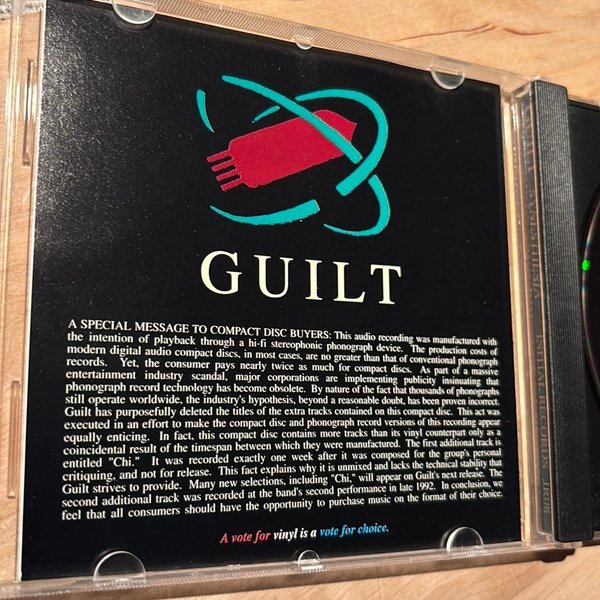 GUILT
A SPECIAL MESSAGE TO COMPACT DISC BUYERS: This audio recording was manufactured with
the intention of playback through a hi-fi stereophonic phonograph device. The production costs of
modern digital audio compact discs, in most cases, are no greater than that of conventional phonograph
records. Yet, the consumer pays nearly twice as much for compact discs. As part of a massive
entertainment industry scandal, major corporations are implementing publicity insinuating that
phonograph record technology has become obsolete. By nature of the fact that thousands of phonographs
still operate worldwide, the industry's hypothesis, beyond a reasonable doubt, has been proven incorrect.
Guilt has purposefully deleted the titles of the extra tracks contained on this compact disc. This act was
executed in an effort to make the compact disc and phonograph record versions of this recording appear
equally enticing. In fact, this compact disc contains more tracks than its vinyl counterpart only as a
coincidental result of the timespan between which they were manufactured. The first additional track is
entitled "Chi." It was recorded exactly one week after it was composed for the group's personal
critiquing, and not for release. This fact explains why it is unmixed and lacks the technical stability that
Guilt strives to provide. Many new selections, including "Chi," will appear on Guilt's next release. The
second additional track was recorded at the band's second performance in late 1992. In conclusion, we
feel that all consumers should have the opportunity to purchase music on the format of their choice.
A vote for vinyl is a vote for choice.